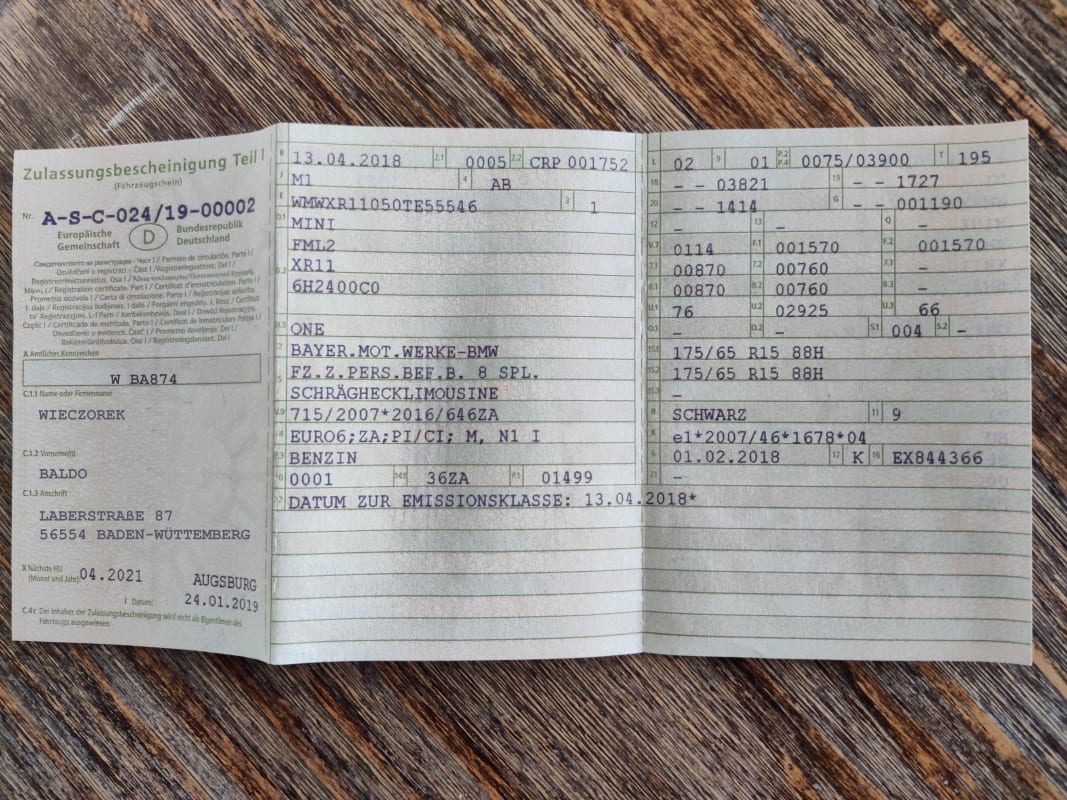 Zulassungsbescheinigung Teil I
(Fahrzeugschein)
Nr. A-S-C-024/19-00002
Europäische Gemeinschaft D Bundesrepublik Deutschland
A Amtliches Kennzeichen
W BA874
C.1.1 Name oder Firmenname
WIECZOREK
C.1.2 Vorname(n)
BALDO
C.1.3 Anschrift
LABERSTRAßE 87
56554 BADEN-WÜTTEMBERG
X Nächste HU (Monat und Jahr) 04.2021
AUGSBURG
I Datum: 24.01.2019
C.4c Der Inhaber der Zulassungsbescheinigung wird nicht als Eigentümer des
Fahrzeugs ausgewiesen.
B 13.04.2018 2.1 0005 2.2 CRP 001752
J M1 4 AB
E WMWXR11050TE55546 3 1
D.1 MINI
FML2
D.2 XR11
6H2400C0
D.3 ONE
2 BAYER.MOT.WERKE-BMW
5 FZ.Z.PERS.BEF.B. 8 SPL.
SCHRÄGHECKLIMOUSINE
V.9 715/2007*2016/646ZA
14 EURO6;ZA;PI/CI; M, N1 I
P.3 BENZIN
10 0001 14.1 36ZA P.1 01499
22 DATUM ZUR EMISSIONSKLASSE: 13.04.2018*
L 02 9 01 P.2 P.4 0075/03900 T 195
18 - - 03821 19 - - 1727
20 - - 1414 G - - 001190
12 - 13 - Q -
V.7 0114 F.1 001570 F.2 001570
7.1 00870 7.2 00760 7.3 -
8.1 00870 8.2 00760 8.3 -
U.1 76 U.2 02925 U.3 66
O.1 - O.2 - S.1 004 S.2 -
15.1 175/65 R15 88H
15.2 175/65 R15 88H
15.3 -
R SCHWARZ 11 9
K e1*2007/46*1678*04
6 01.02.2018 17 K 16 EX844366
21 -